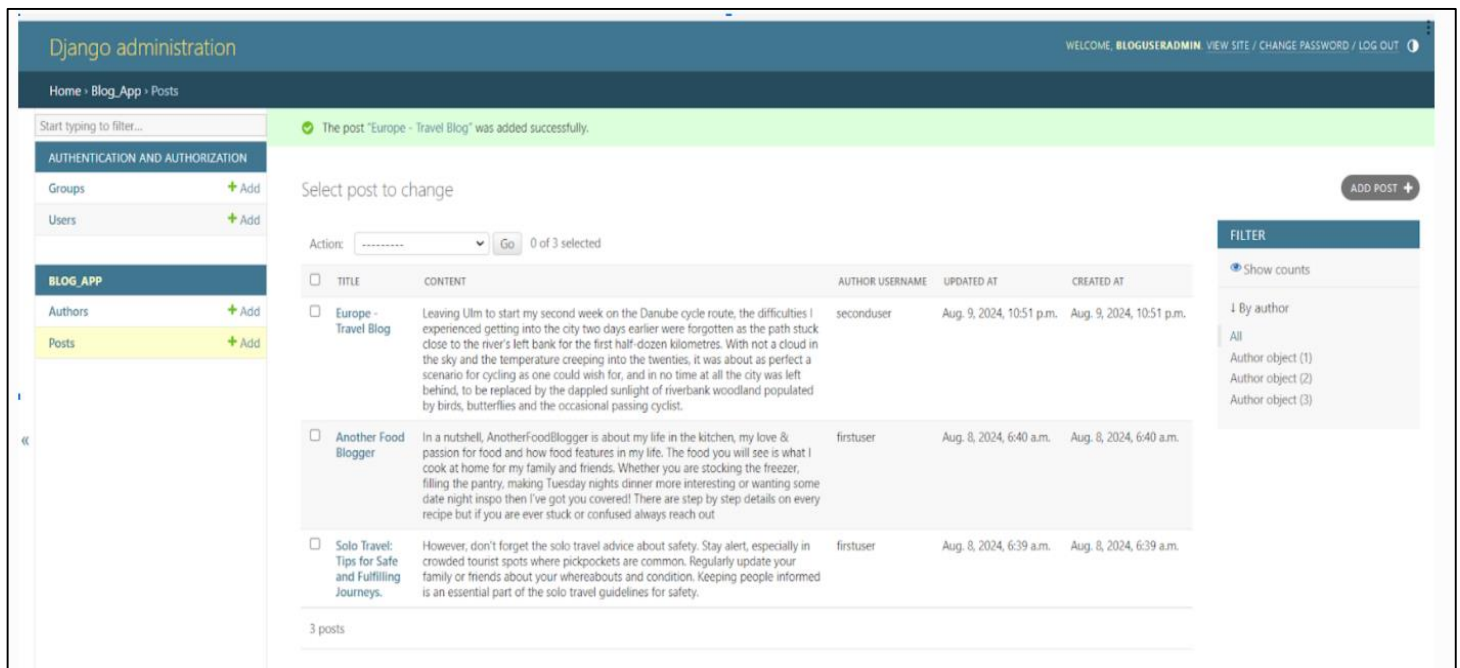 Django administration
WELCOME, BLOGUSERADMIN. VIEW SITE / CHANGE PASSWORD / LOG OUT
Home › Blog_App › Posts
Start typing to filter...
AUTHENTICATION AND AUTHORIZATION
Groups + Add
Users + Add
BLOG_APP
Authors + Add
Posts + Add
«
The post "Europe - Travel Blog" was added successfully.
Select post to change
ADD POST +
Action: --------- Go 0 of 3 selected
TITLE CONTENT AUTHOR USERNAME UPDATED AT CREATED AT
Europe - Leaving Ulm to start my second week on the Danube cycle route, the difficulties I seconduser Aug. 9, 2024, 10:51 p.m. Aug. 9, 2024, 10:51 p.m.
Travel Blog experienced getting into the city two days earlier were forgotten as the path stuck
close to the river's left bank for the first half-dozen kilometres. With not a cloud in
the sky and the temperature creeping into the twenties, it was about as perfect a
scenario for cycling as one could wish for, and in no time at all the city was left
behind, to be replaced by the dappled sunlight of riverbank woodland populated
by birds, butterflies and the occasional passing cyclist.
Another Food In a nutshell, AnotherFoodBlogger is about my life in the kitchen, my love & firstuser Aug. 8, 2024, 6:40 a.m. Aug. 8, 2024, 6:40 a.m.
Blogger passion for food and how food features in my life. The food you will see is what I
cook at home for my family and friends. Whether you are stocking the freezer,
filling the pantry, making Tuesday nights dinner more interesting or wanting some
date night inspo then I've got you covered! There are step by step details on every
recipe but if you are ever stuck or confused always reach out
Solo Travel: However, don't forget the solo travel advice about safety. Stay alert, especially in firstuser Aug. 8, 2024, 6:39 a.m. Aug. 8, 2024, 6:39 a.m.
Tips for Safe crowded tourist spots where pickpockets are common. Regularly update your
and Fulfilling family or friends about your whereabouts and condition. Keeping people informed
Journeys. is an essential part of the solo travel guidelines for safety.
3 posts
FILTER
Show counts
↓ By author
All
Author object (1)
Author object (2)
Author object (3)